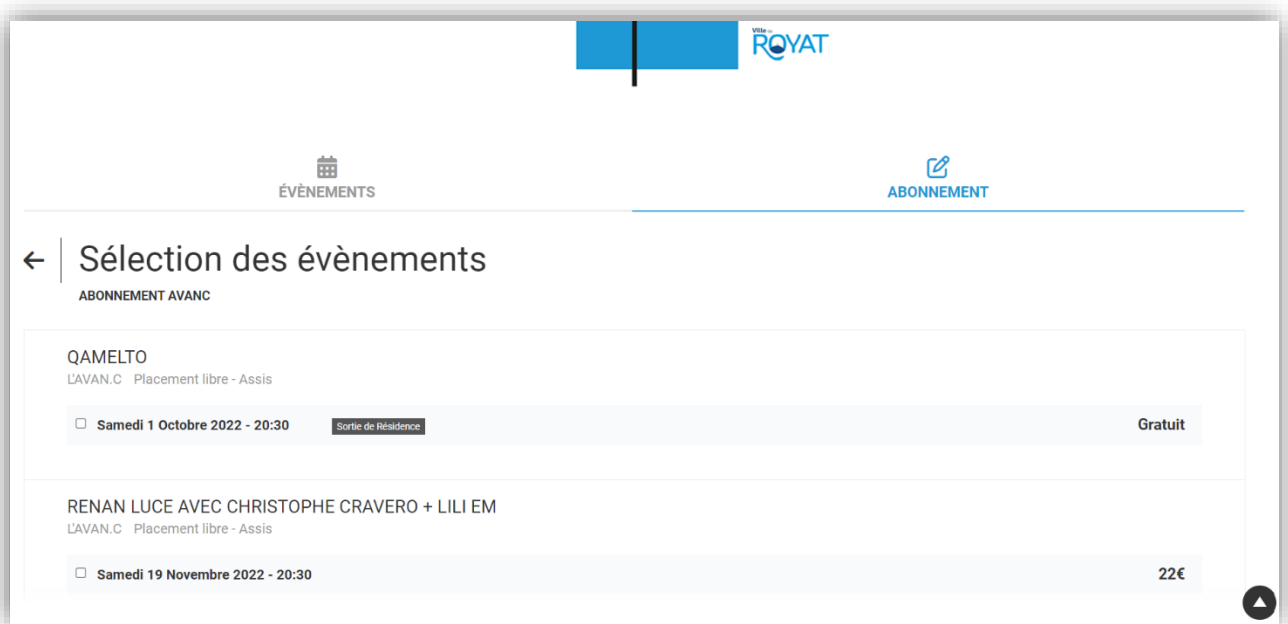 Ville de
ROYAT
ÉVÈNEMENTS
ABONNEMENT
Sélection des évènements
ABONNEMENT AVANC
QAMELTO
L'AVAN.C Placement libre - Assis
Samedi 1 Octobre 2022 - 20:30 Sortie de Résidence Gratuit
RENAN LUCE AVEC CHRISTOPHE CRAVERO + LILI EM
L'AVAN.C Placement libre - Assis
Samedi 19 Novembre 2022 - 20:30 22€